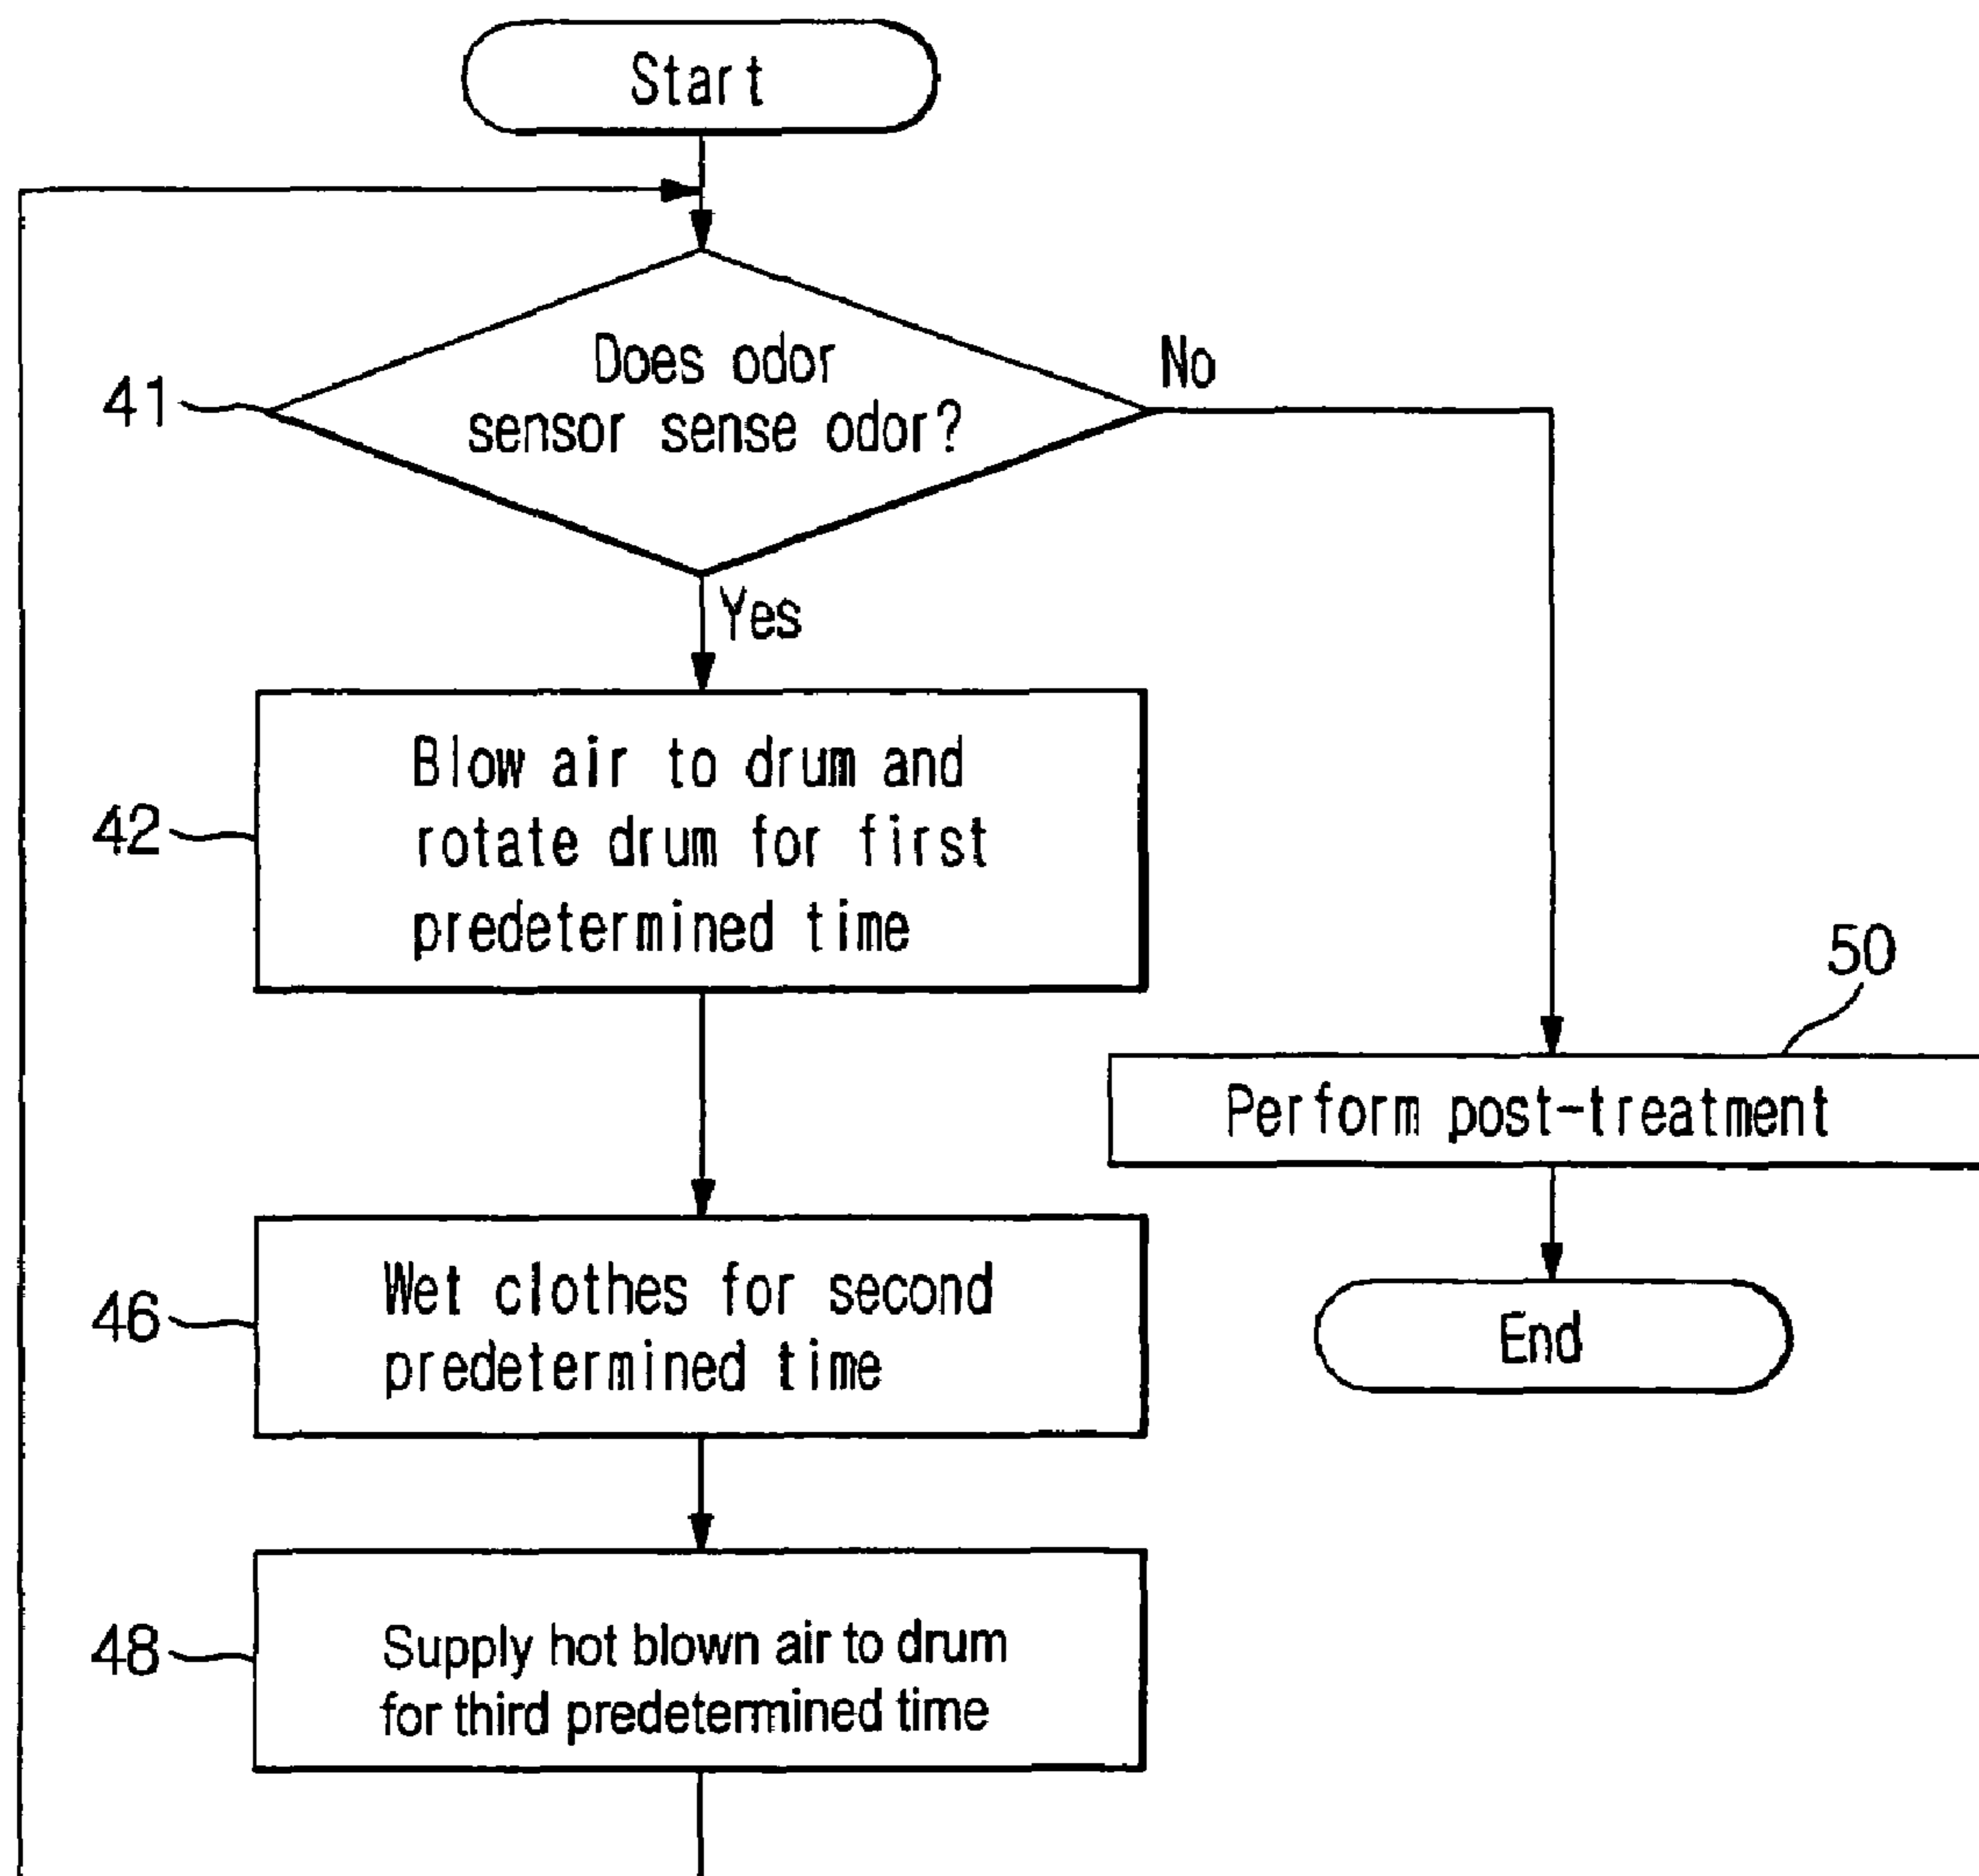 Start
Does odor
sensor sense odor?
No
41
Yes
Blow air to drum and
rotate drum for first
predetermined time
42
50
Perform post-treatment
Wet clothes for second
predetermined time
46
End
Supply hot blown air to drum
for third predetermined time
48